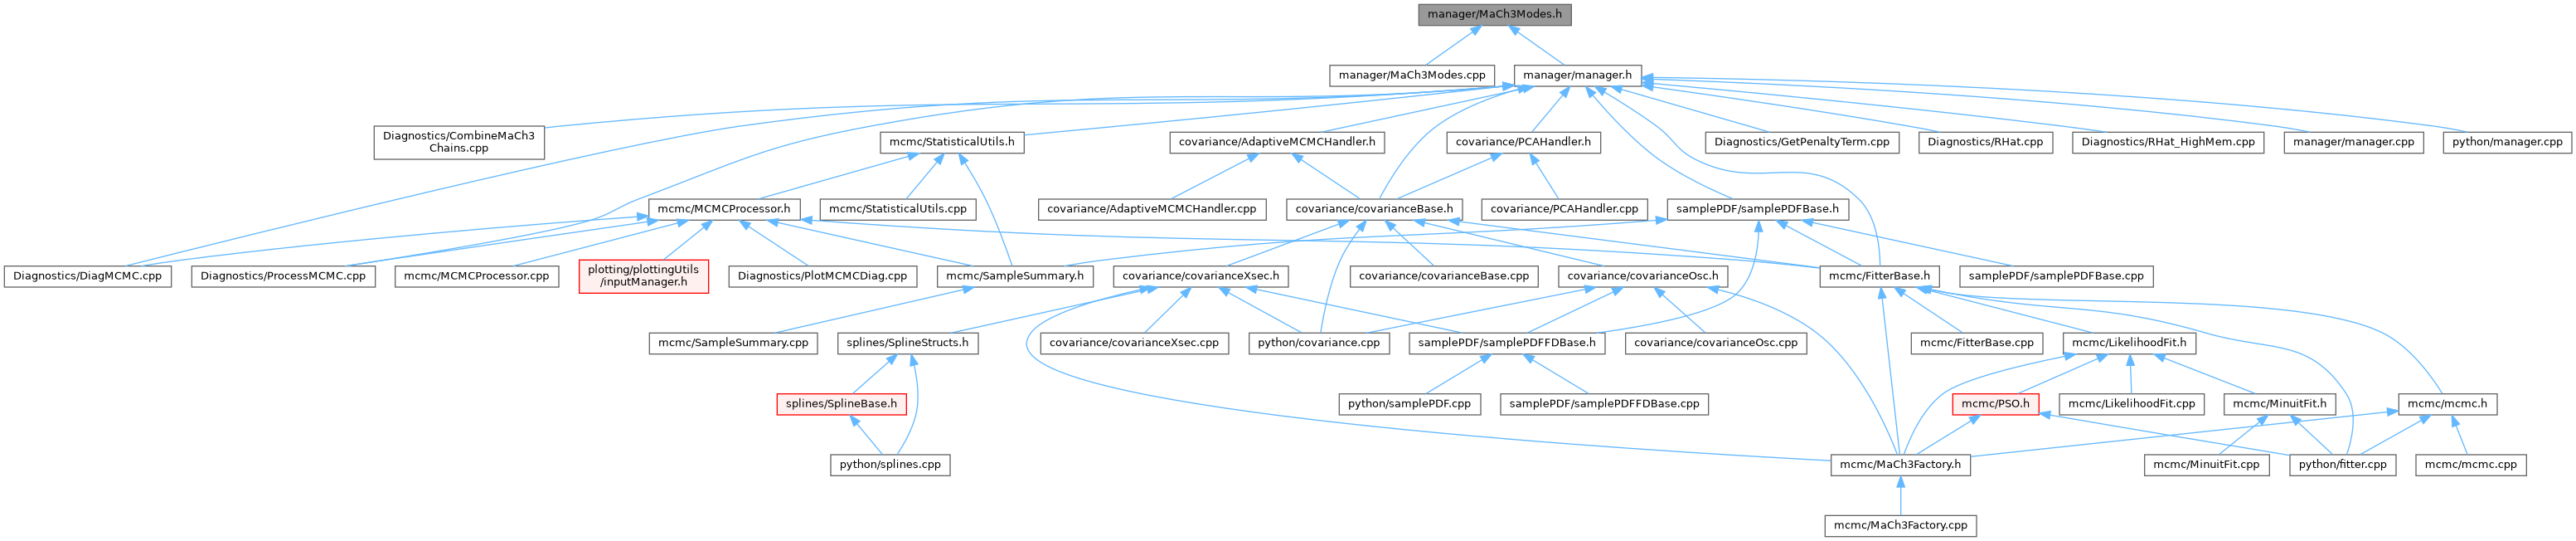 manager/MaCh3Modes.h
manager/MaCh3Modes.cpp
manager/manager.h
Diagnostics/CombineMaCh3
Chains.cpp
mcmc/StatisticalUtils.h
covariance/AdaptiveMCMCHandler.h
covariance/PCAHandler.h
Diagnostics/GetPenaltyTerm.cpp
Diagnostics/RHat.cpp
Diagnostics/RHat_HighMem.cpp
manager/manager.cpp
python/manager.cpp
mcmc/MCMCProcessor.h
mcmc/StatisticalUtils.cpp
covariance/AdaptiveMCMCHandler.cpp
covariance/covarianceBase.h
covariance/PCAHandler.cpp
samplePDF/samplePDFBase.h
Diagnostics/DiagMCMC.cpp
Diagnostics/ProcessMCMC.cpp
mcmc/MCMCProcessor.cpp
plotting/plottingUtils
/inputManager.h
Diagnostics/PlotMCMCDiag.cpp
mcmc/SampleSummary.h
covariance/covarianceXsec.h
covariance/covarianceBase.cpp
covariance/covarianceOsc.h
mcmc/FitterBase.h
samplePDF/samplePDFBase.cpp
mcmc/SampleSummary.cpp
splines/SplineStructs.h
covariance/covarianceXsec.cpp
python/covariance.cpp
samplePDF/samplePDFFDBase.h
covariance/covarianceOsc.cpp
mcmc/FitterBase.cpp
mcmc/LikelihoodFit.h
splines/SplineBase.h
python/samplePDF.cpp
samplePDF/samplePDFFDBase.cpp
mcmc/PSO.h
mcmc/LikelihoodFit.cpp
mcmc/MinuitFit.h
mcmc/mcmc.h
python/splines.cpp
mcmc/MaCh3Factory.h
mcmc/MinuitFit.cpp
python/fitter.cpp
mcmc/mcmc.cpp
mcmc/MaCh3Factory.cpp